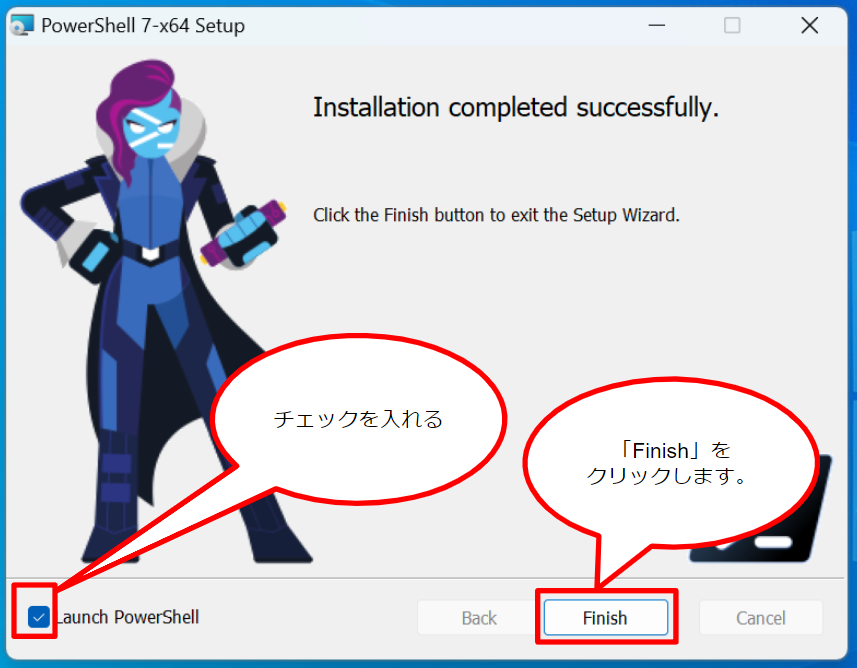 PowerShell 7-x64 Setup
Installation completed successfully.
Click the Finish button to exit the Setup Wizard.
チェックを入れる
「Finish」を
クリックします。
Launch PowerShell
Back
Finish
Cancel